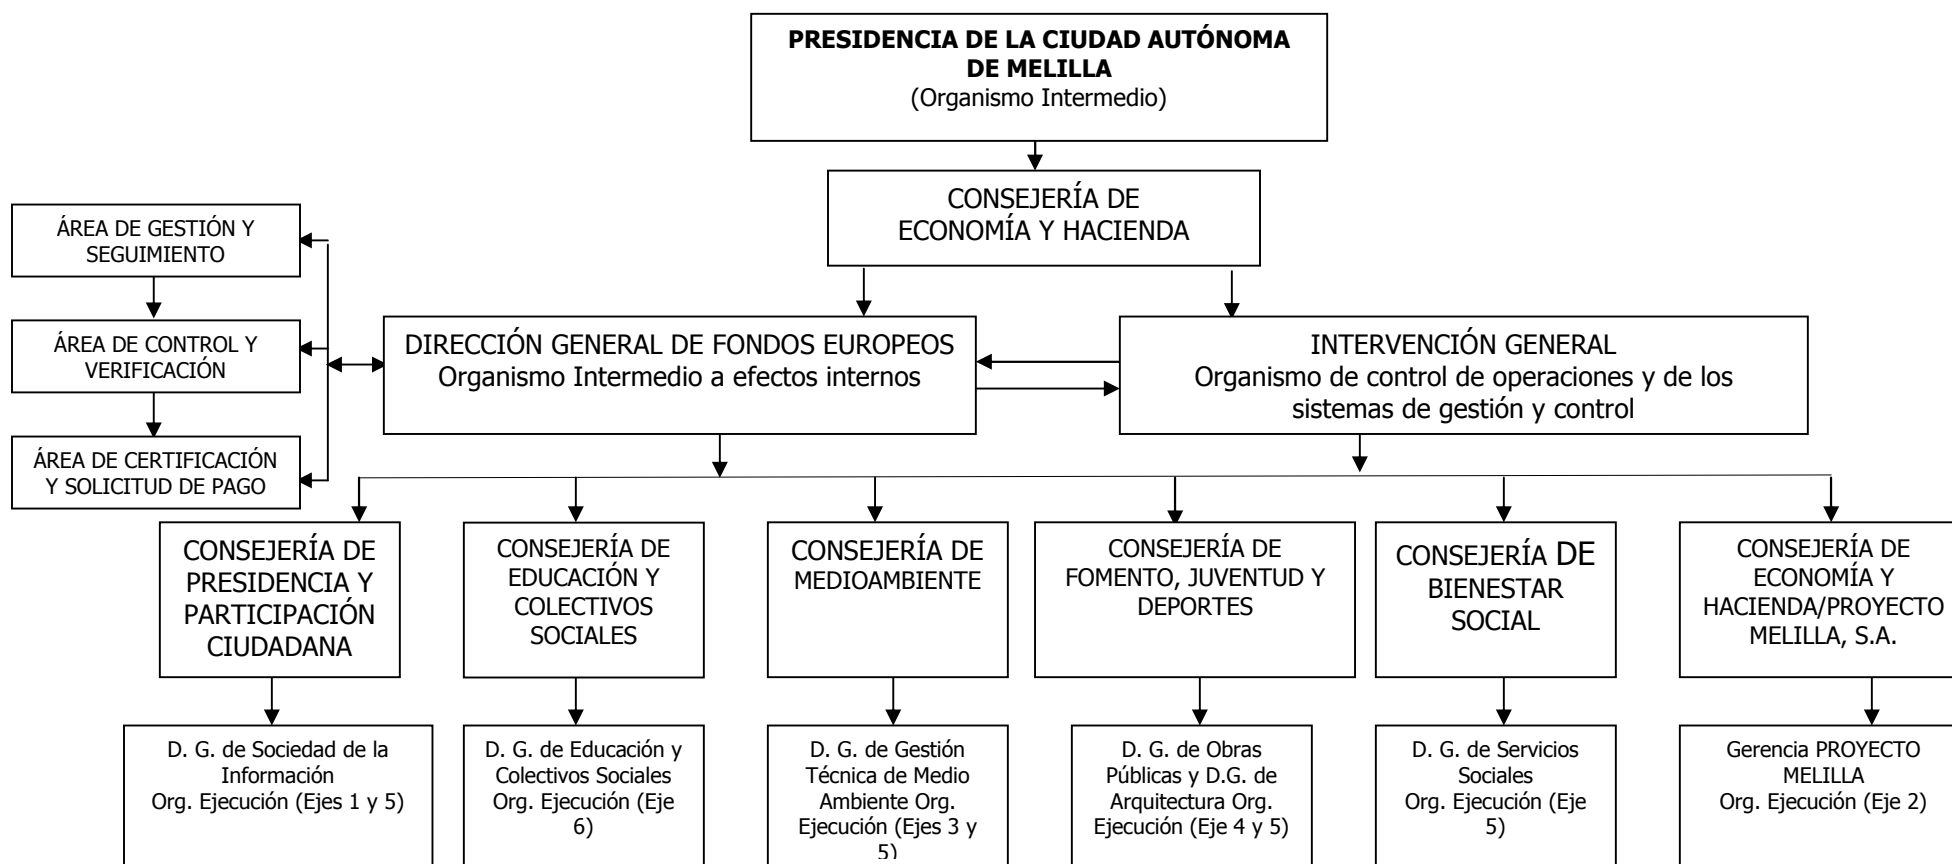 PRESIDENCIA DE LA CIUDAD AUTÓNOMA
DE MELILLA
(Organismo Intermedio)
CONSEJERÍA DE
ECONOMÍA Y HACIENDA
ÁREA DE GESTIÓN Y
SEGUIMIENTO
ÁREA DE CONTROL Y
VERIFICACIÓN
ÁREA DE CERTIFICACIÓN
Y SOLICITUD DE PAGO
DIRECCIÓN GENERAL DE FONDOS EUROPEOS
Organismo Intermedio a efectos internos
INTERVENCIÓN GENERAL
Organismo de control de operaciones y de los
sistemas de gestión y control
CONSEJERÍA DE
PRESIDENCIA Y
PARTICIPACIÓN
CIUDADANA
CONSEJERÍA DE
EDUCACIÓN Y
COLECTIVOS
SOCIALES
CONSEJERÍA DE
MEDIOAMBIENTE
CONSEJERÍA DE
FOMENTO, JUVENTUD Y
DEPORTES
CONSEJERÍA DE
BIENESTAR
SOCIAL
CONSEJERÍA DE
ECONOMÍA Y
HACIENDA/PROYECTO
MELILLA, S.A.
D. G. de Sociedad de la
Información
Org. Ejecución (Ejes 1 y 5)
D. G. de Educación y
Colectivos Sociales
Org. Ejecución (Eje
6)
D. G. de Gestión
Técnica de Medio
Ambiente Org.
Ejecución (Ejes 3 y
5)
D. G. de Obras
Públicas y D.G. de
Arquitectura Org.
Ejecución (Eje 4 y 5)
D. G. de Servicios
Sociales
Org. Ejecución (Eje
5)
Gerencia PROYECTO
MELILLA
Org. Ejecución (Eje 2)